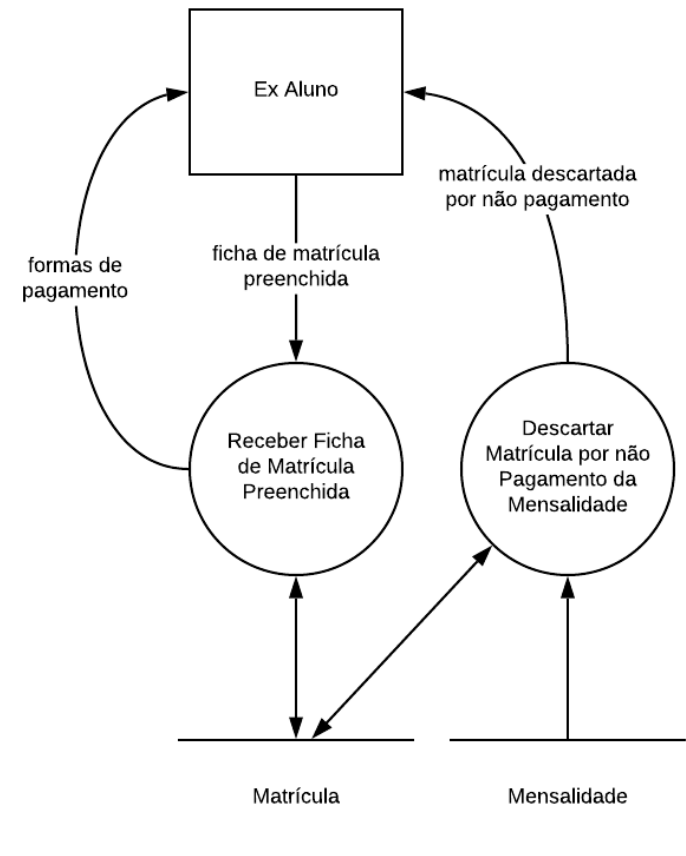 Ex Aluno
matrícula descartada
por não pagamento
formas de
pagamento
ficha de matrícula
preenchida
Receber Ficha
de Matrícula
Preenchida
Descartar
Matrícula por não
Pagamento da
Mensalidade
Matrícula
Mensalidade